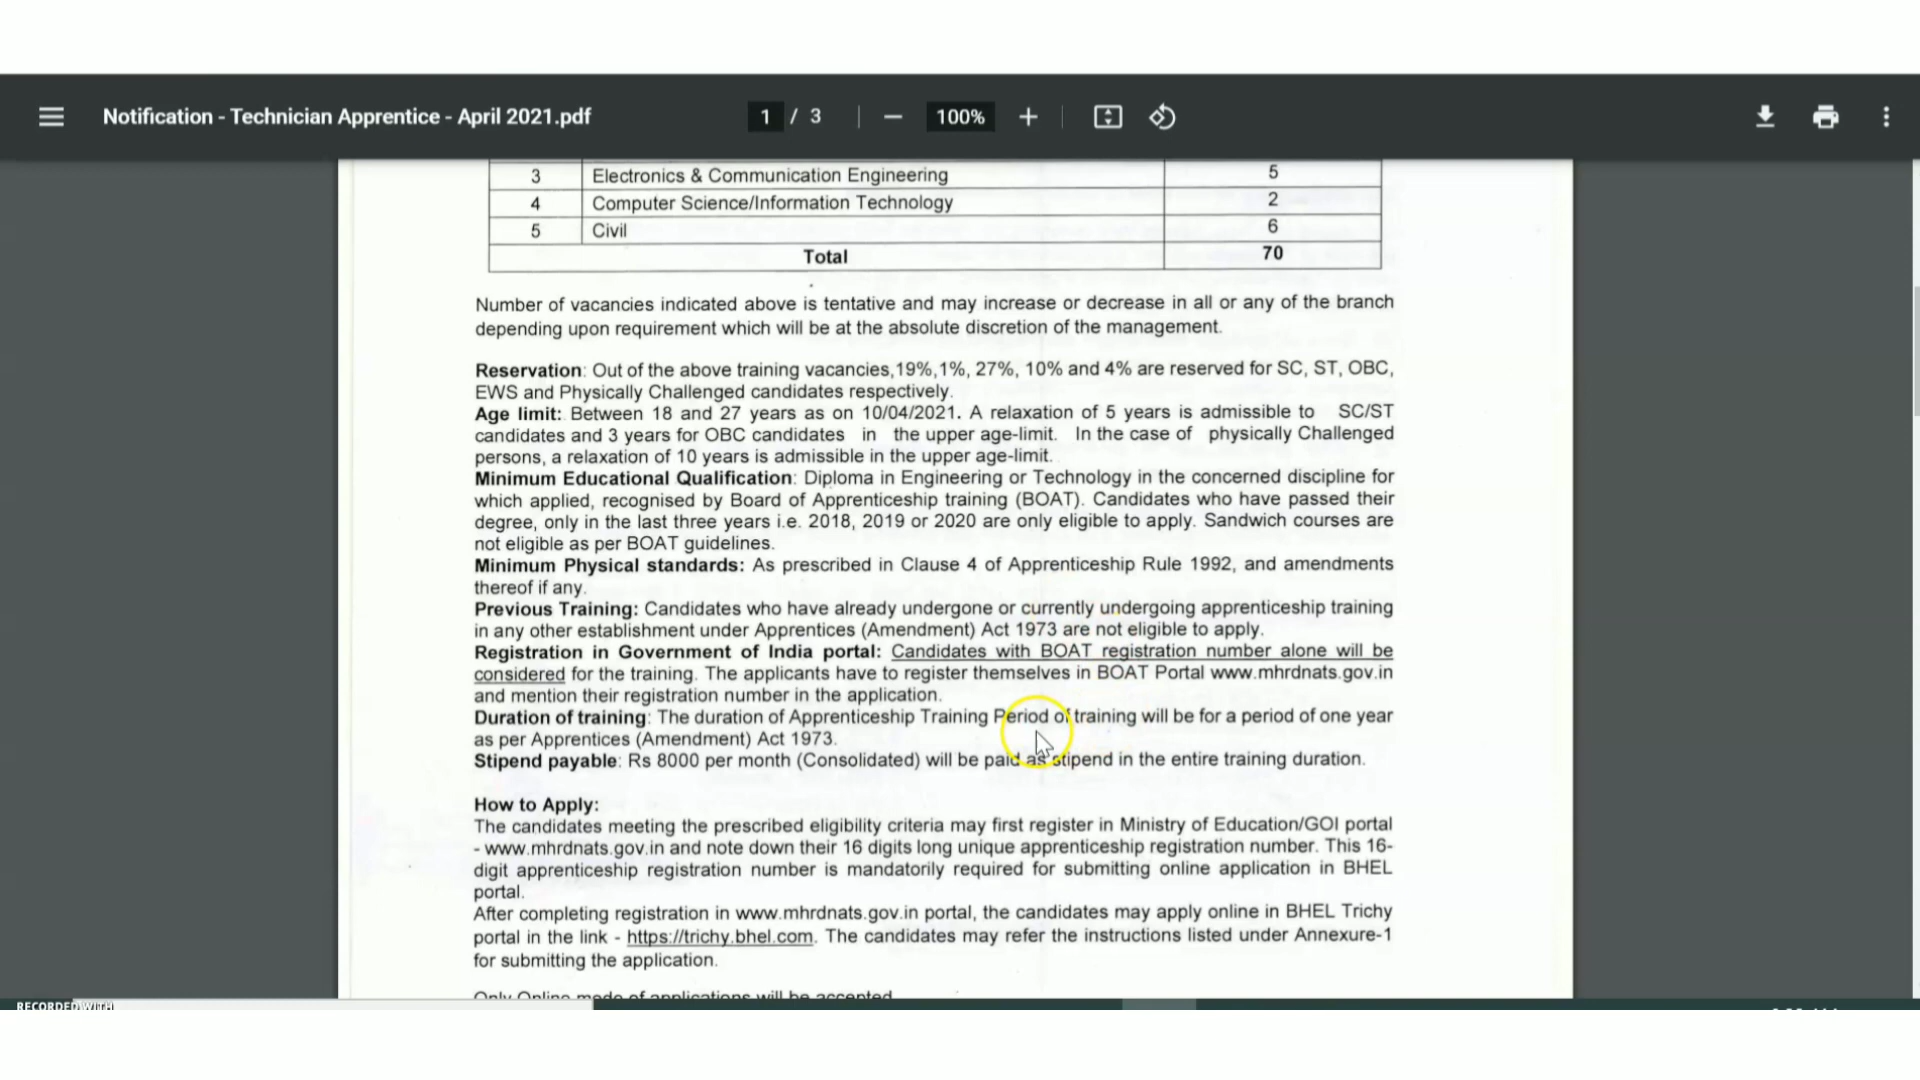 Notification - Technician Apprentice - April 2021.pdf 1 / 3 100%
3 Electronics & Communication Engineering 5
4 Computer Science/Information Technology 2
5 Civil 6
Total 70
Number of vacancies indicated above is tentative and may increase or decrease in all or any of the branch
depending upon requirement which will be at the absolute discretion of the management.
Reservation: Out of the above training vacancies,19%,1%, 27%, 10% and 4% are reserved for SC, ST, OBC,
EWS and Physically Challenged candidates respectively.
Age limit: Between 18 and 27 years as on 10/04/2021. A relaxation of 5 years is admissible to SC/ST
candidates and 3 years for OBC candidates in the upper age-limit. In the case of physically Challenged
persons, a relaxation of 10 years is admissible in the upper age-limit.
Minimum Educational Qualification: Diploma in Engineering or Technology in the concerned discipline for
which applied, recognised by Board of Apprenticeship training (BOAT). Candidates who have passed their
degree, only in the last three years i.e. 2018, 2019 or 2020 are only eligible to apply. Sandwich courses are
not eligible as per BOAT guidelines.
Minimum Physical standards: As prescribed in Clause 4 of Apprenticeship Rule 1992, and amendments
thereof if any.
Previous Training: Candidates who have already undergone or currently undergoing apprenticeship training
in any other establishment under Apprentices (Amendment) Act 1973 are not eligible to apply.
Registration in Government of India portal: Candidates with BOAT registration number alone will be
considered for the training. The applicants have to register themselves in BOAT Portal www.mhrdnats.gov.in
and mention their registration number in the application.
Duration of training: The duration of Apprenticeship Training Period of training will be for a period of one year
as per Apprentices (Amendment) Act 1973.
Stipend payable: Rs 8000 per month (Consolidated) will be paid as stipend in the entire training duration.
How to Apply:
The candidates meeting the prescribed eligibility criteria may first register in Ministry of Education/GOI portal
- www.mhrdnats.gov.in and note down their 16 digits long unique apprenticeship registration number. This 16-
digit apprenticeship registration number is mandatorily required for submitting online application in BHEL
portal.
After completing registration in www.mhrdnats.gov.in portal, the candidates may apply online in BHEL Trichy
portal in the link - https://trichy.bhel.com. The candidates may refer the instructions listed under Annexure-1
for submitting the application.
Only Online mode of applications will be accepted
RECORDED WITH